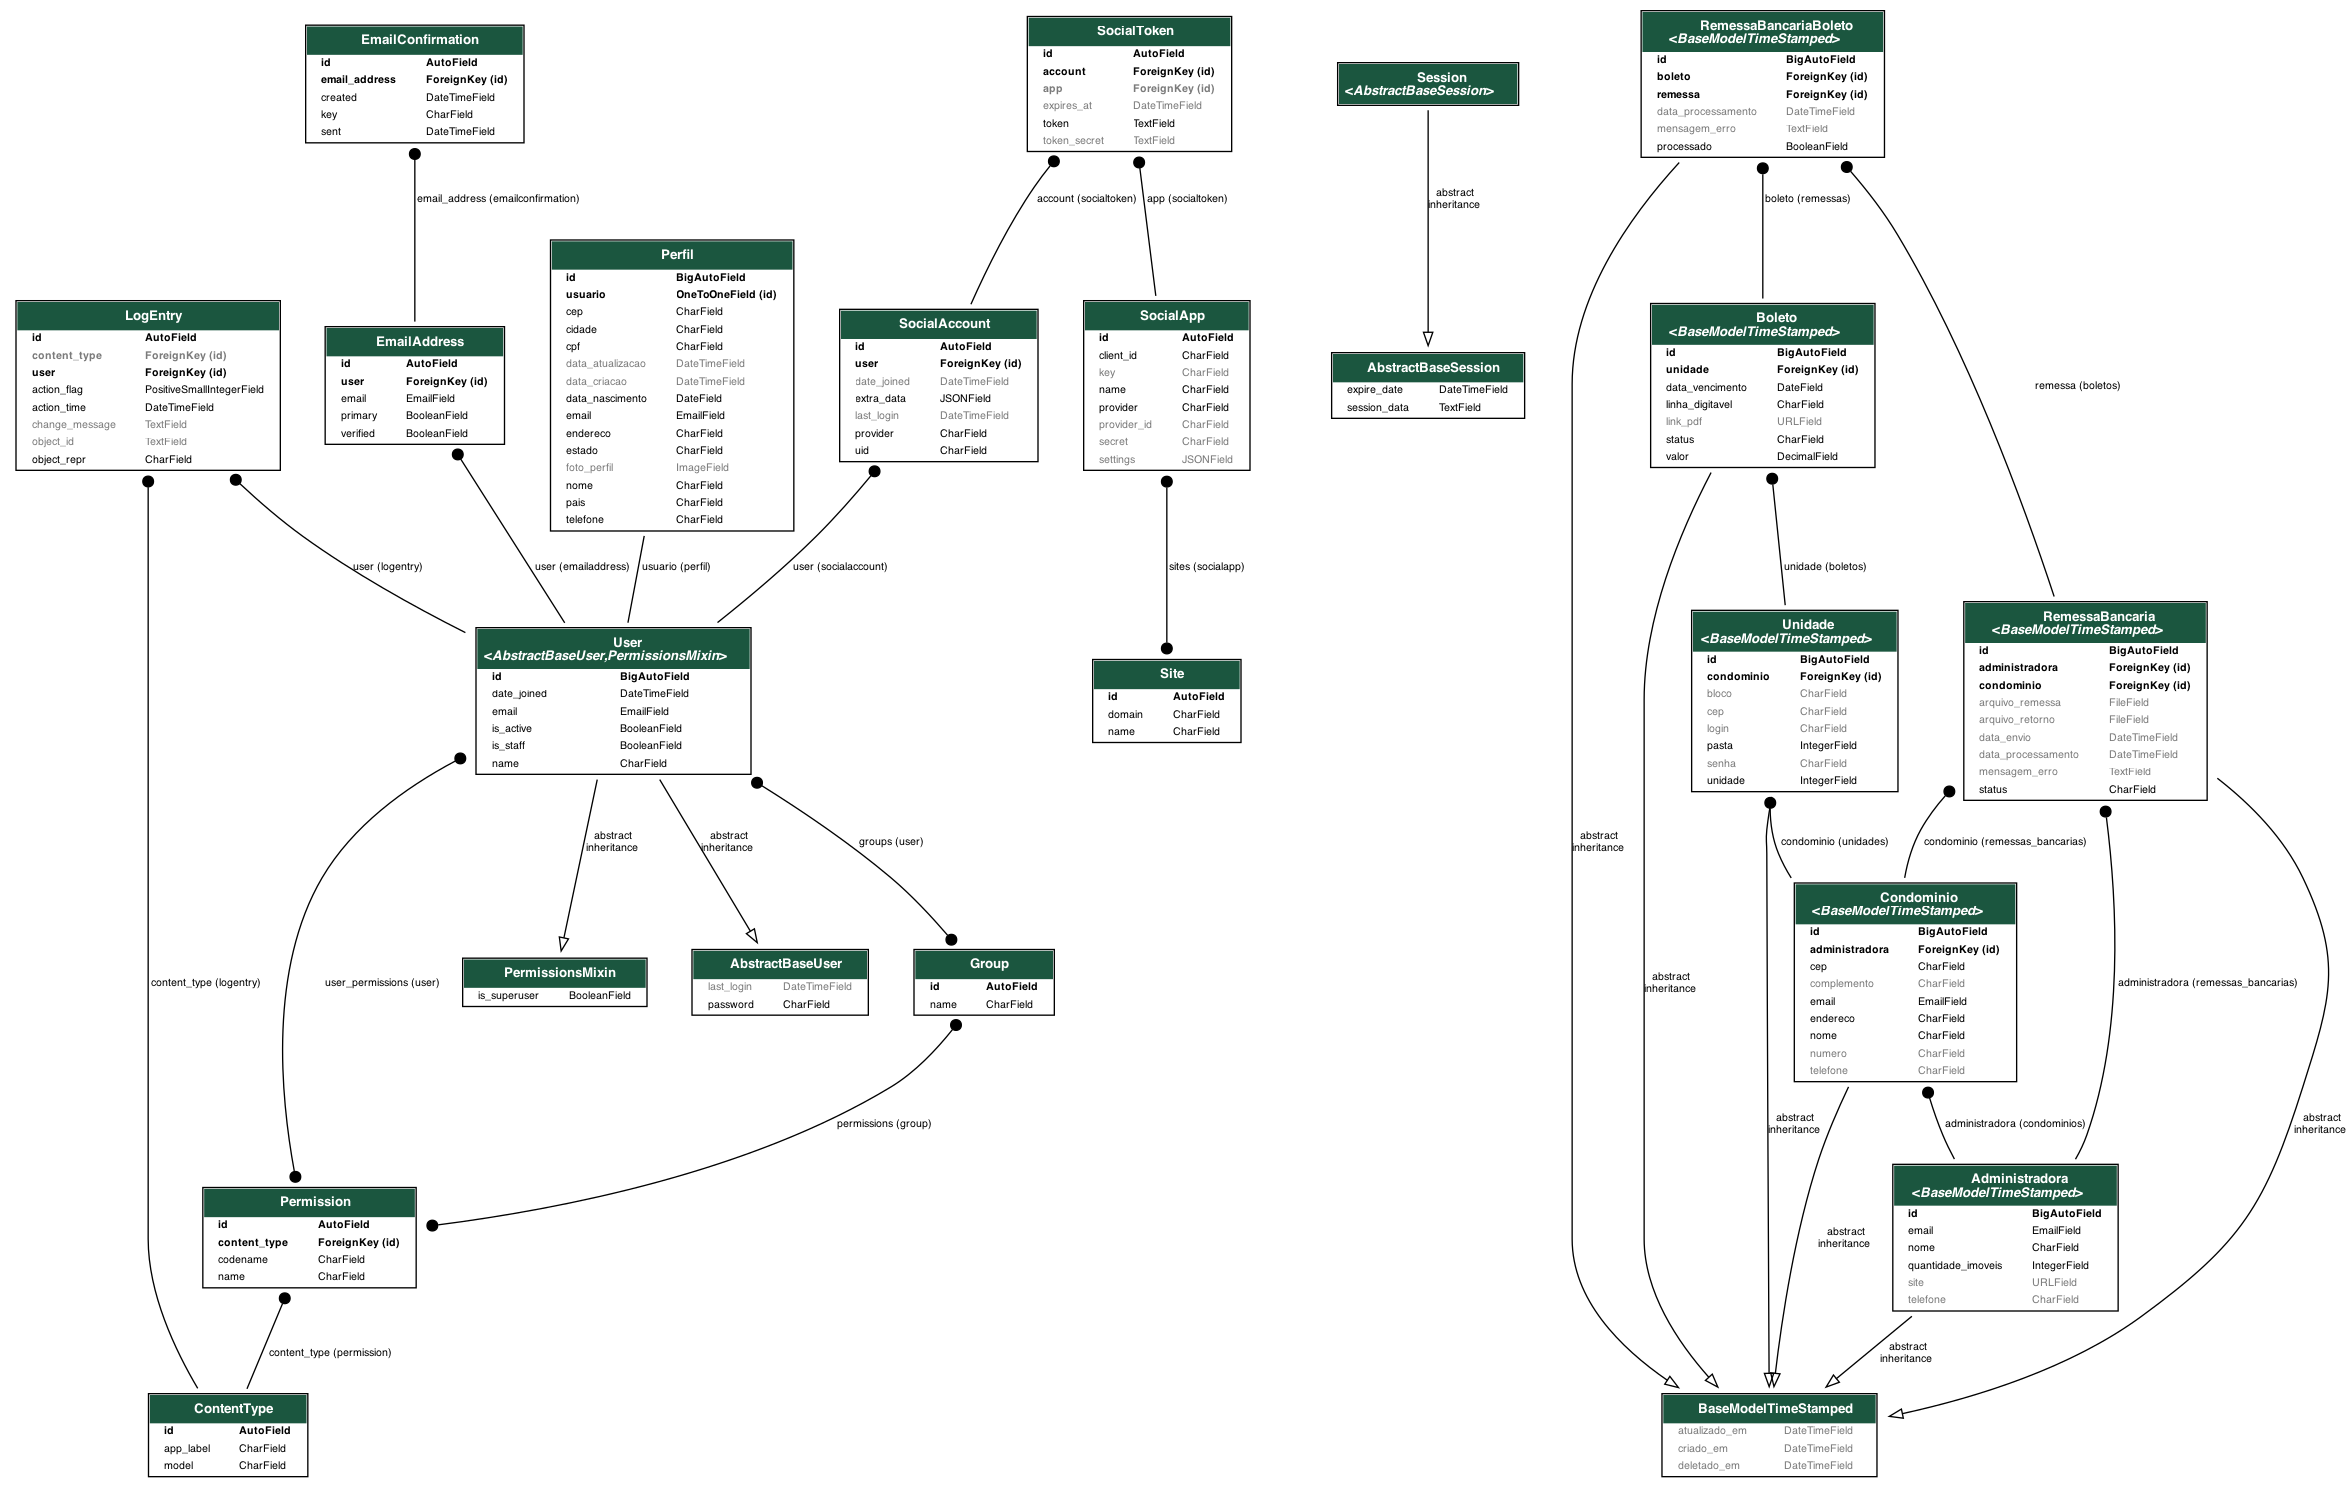 EmailConfirmation
id AutoField
email_address ForeignKey (id)
created DateTimeField
key CharField
sent DateTimeField
email_address (emailconfirmation)
SocialToken
id AutoField
account ForeignKey (id)
app ForeignKey (id)
expires_at DateTimeField
token TextField
token_secret TextField
account (socialtoken)
app (socialtoken)
Session
<AbstractBaseSession>
abstract
inheritance
AbstractBaseSession
expire_date DateTimeField
session_data TextField
RemessaBancariaBoleto
<BaseModelTimeStamped>
id BigAutoField
boleto ForeignKey (id)
remessa ForeignKey (id)
data_processamento DateTimeField
mensagem_erro TextField
processado BooleanField
boleto (remessas)
remessa (boletos)
LogEntry
id AutoField
content_type ForeignKey (id)
user ForeignKey (id)
action_flag PositiveSmallIntegerField
action_time DateTimeField
change_message TextField
object_id TextField
object_repr CharField
EmailAddress
id AutoField
user ForeignKey (id)
email EmailField
primary BooleanField
verified BooleanField
Perfil
id BigAutoField
usuario OneToOneField (id)
cep CharField
cidade CharField
cpf CharField
data_atualizacao DateTimeField
data_criacao DateTimeField
data_nascimento DateField
email EmailField
endereco CharField
estado CharField
foto_perfil ImageField
nome CharField
pais CharField
telefone CharField
SocialAccount
id AutoField
user ForeignKey (id)
date_joined DateTimeField
extra_data JSONField
last_login DateTimeField
provider CharField
uid CharField
SocialApp
id AutoField
client_id CharField
key CharField
name CharField
provider CharField
provider_id CharField
secret CharField
settings JSONField
Boleto
<BaseModelTimeStamped>
id BigAutoField
unidade ForeignKey (id)
data_vencimento DateField
linha_digitavel CharField
link_pdf URLField
status CharField
valor DecimalField
user (logentry)
user (emailaddress)
usuario (perfil)
user (socialaccount)
sites (socialapp)
unidade (boletos)
User
<AbstractBaseUser,PermissionsMixin>
id BigAutoField
date_joined DateTimeField
email EmailField
is_active BooleanField
is_staff BooleanField
name CharField
Site
id AutoField
domain CharField
name CharField
Unidade
<BaseModelTimeStamped>
id BigAutoField
condominio ForeignKey (id)
bloco CharField
cep CharField
login CharField
pasta IntegerField
senha CharField
unidade IntegerField
RemessaBancaria
<BaseModelTimeStamped>
id BigAutoField
administradora ForeignKey (id)
condominio ForeignKey (id)
arquivo_remessa FileField
arquivo_retorno FileField
data_envio DateTimeField
data_processamento DateTimeField
mensagem_erro TextField
status CharField
abstract
inheritance
abstract
inheritance
groups (user)
abstract
inheritance
condominio (unidades)
condominio (remessas_bancarias)
content_type (logentry)
user_permissions (user)
PermissionsMixin
is_superuser BooleanField
AbstractBaseUser
last_login DateTimeField
password CharField
Group
id AutoField
name CharField
abstract
inheritance
Condominio
<BaseModelTimeStamped>
id BigAutoField
administradora ForeignKey (id)
cep CharField
complemento CharField
email EmailField
endereco CharField
nome CharField
numero CharField
telefone CharField
administradora (remessas_bancarias)
permissions (group)
abstract
inheritance
administradora (condominios)
abstract
inheritance
Permission
id AutoField
content_type ForeignKey (id)
codename CharField
name CharField
abstract
inheritance
Administradora
<BaseModelTimeStamped>
id BigAutoField
email EmailField
nome CharField
quantidade_imoveis IntegerField
site URLField
telefone CharField
content_type (permission)
abstract
inheritance
ContentType
id AutoField
app_label CharField
model CharField
BaseModelTimeStamped
atualizado_em DateTimeField
criado_em DateTimeField
deletado_em DateTimeField